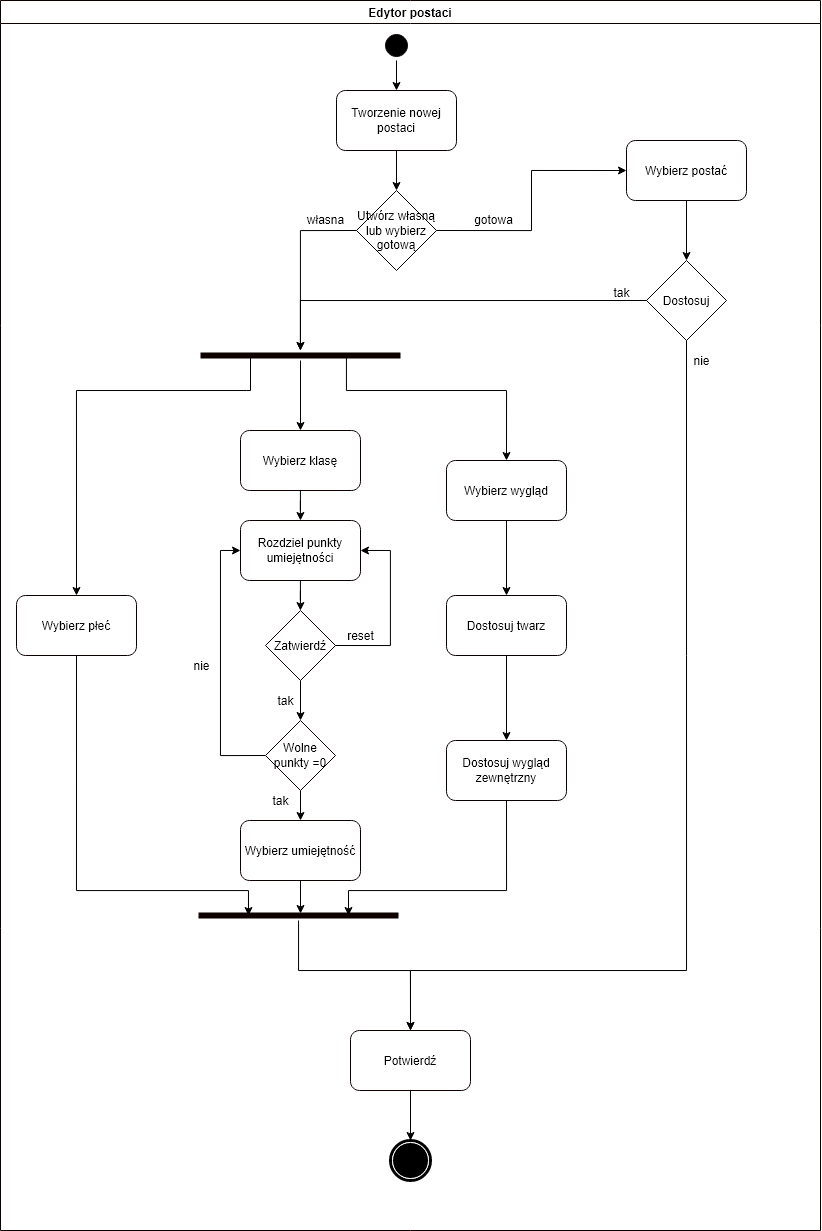 Edytor postaci
Tworzenie nowej
postaci
Wybierz postać
własna
Utwórz własną
lub wybierz
gotową
gotowa
tak
Dostosuj
nie
Wybierz klasę
Wybierz wygląd
Rozdziel punkty
umiejętności
Wybierz płeć
Dostosuj twarz
Zatwierdź
reset
nie
tak
Wolne
punkty =0
Dostosuj wygląd
zewnętrzny
tak
Wybierz umiejętność
Potwierdź